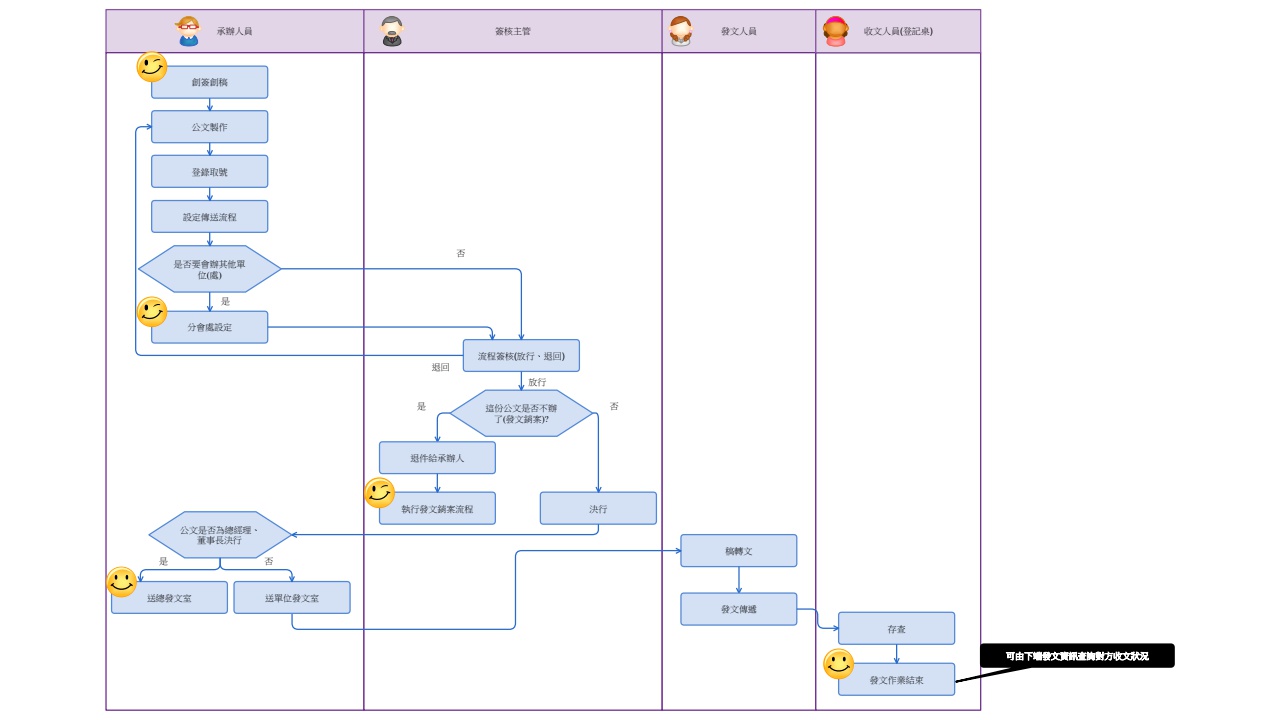 承辦人員
簽核主管
發文人員
收文人員(登記桌)
創簽創稿
公文製作
登錄取號
設定傳送流程
是否要會辦其他單
位(處)
否
是
分會處設定
流程簽核(放行、退回)
退回
放行
這份公文是否不辦
了(發文銷案)?
是
否
退件給承辦人
執行發文銷案流程
決行
公文是否為總經理、
董事長決行
是
否
送總發文室
送單位發文室
稿轉文
發文傳遞
存查
發文作業結束
可由下端發文資訊查詢對方收文狀況